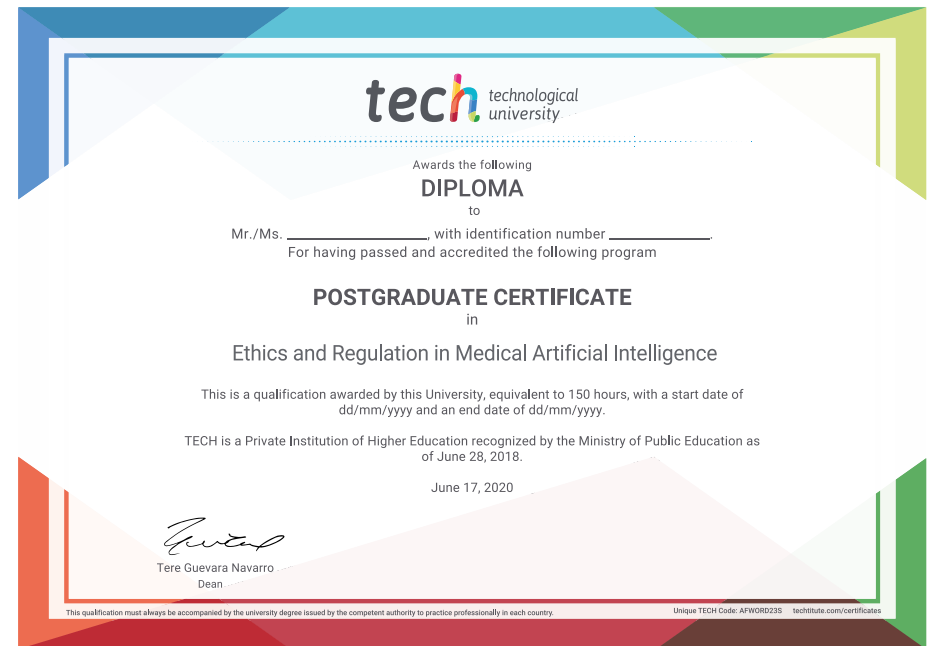 tech technological
university
Awards the following
DIPLOMA
to
Mr./Ms. ____________________, with identification number ______________.
For having passed and accredited the following program
POSTGRADUATE CERTIFICATE
in
Ethics and Regulation in Medical Artificial Intelligence
This is a qualification awarded by this University, equivalent to 150 hours, with a start date of
dd/mm/yyyy and an end date of dd/mm/yyyy.
TECH is a Private Institution of Higher Education recognized by the Ministry of Public Education as
of June 28, 2018.
June 17, 2020
Tere Guevara Navarro
Dean
This qualification must always be accompanied by the university degree issued by the competent authority to practice professionally in each country.
Unique TECH Code: AFWORD23S techtitute.com/certificates